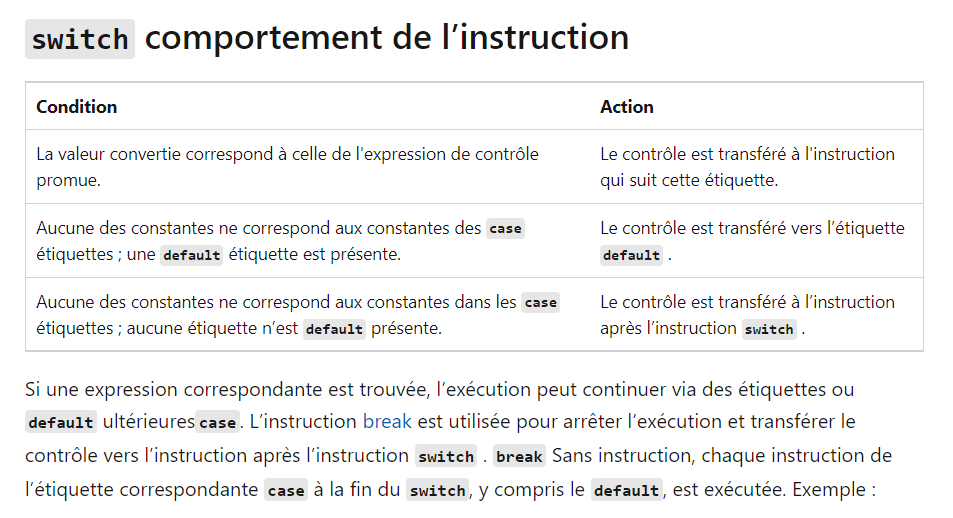 switch comportement de l’instruction
Condition Action
La valeur convertie correspond à celle de l'expression de contrôle promue. Le contrôle est transféré à l'instruction qui suit cette étiquette.
Aucune des constantes ne correspond aux constantes des case étiquettes ; une default étiquette est présente. Le contrôle est transféré vers l’étiquette default .
Aucune des constantes ne correspond aux constantes dans les case étiquettes ; aucune étiquette n’est default présente. Le contrôle est transféré à l’instruction après l’instruction switch .
Si une expression correspondante est trouvée, l’exécution peut continuer via des étiquettes ou
default ultérieurescase. L’instruction break est utilisée pour arrêter l’exécution et transférer le
contrôle vers l’instruction après l’instruction switch . break Sans instruction, chaque instruction de
l’étiquette correspondante case à la fin du switch, y compris le default, est exécutée. Exemple :